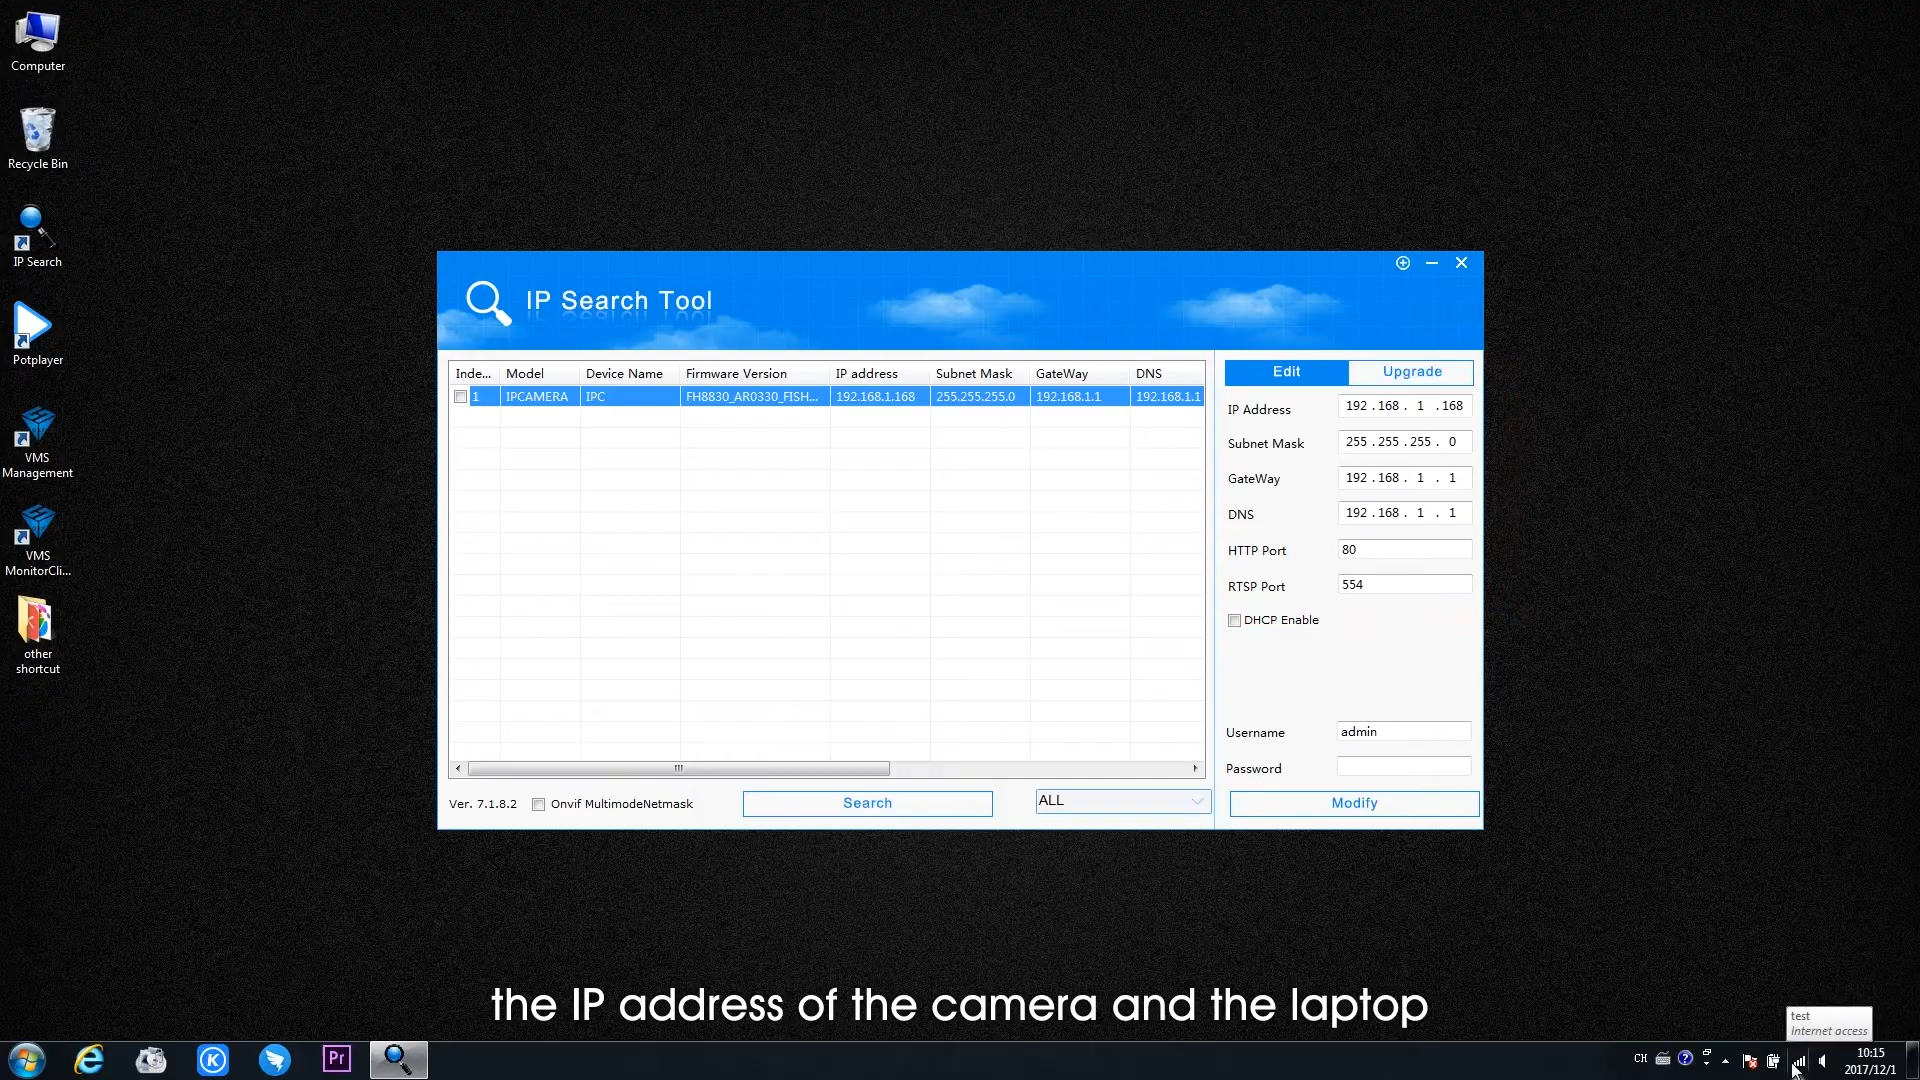 Computer
Recycle Bin
IP Search
Potplayer
VMS
Management
VMS
MonitorCli...
other
shortcut
IP Search Tool
Inde... Model Device Name Firmware Version IP address Subnet Mask GateWay DNS
1 IPCAMERA IPC FH8830_AR0330_FISH... 192.168.1.168 255.255.255.0 192.168.1.1 192.168.1.1
Ver. 7.1.8.2 Onvif MultimodeNetmask Search ALL
Edit Upgrade
IP Address 192 . 168 . 1 . 168
Subnet Mask 255 . 255 . 255 . 0
GateWay 192 . 168 . 1 . 1
DNS 192 . 168 . 1 . 1
HTTP Port 80
RTSP Port 554
DHCP Enable
Username admin
Password
Modify
the IP address of the camera and the laptop
test
Internet access
K Pr CH ? 10:15
2017/12/1